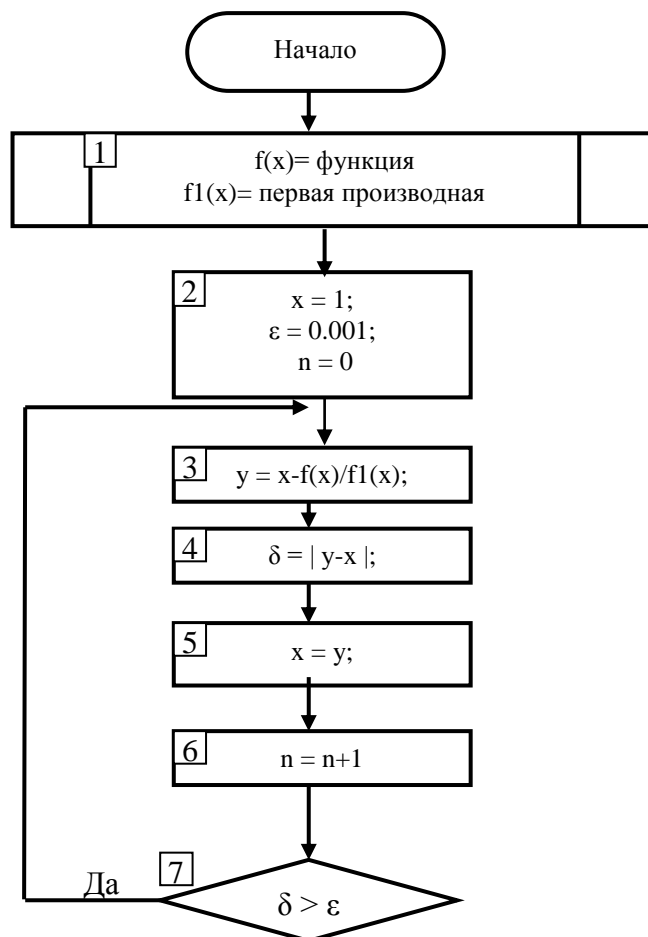 Начало
1
f(x)= функция
f1(x)= первая производная
2
x = 1;
ε = 0.001;
n = 0
3
y = x-f(x)/f1(x);
4
δ = | y-x |;
5
x = y;
6
n = n+1
7
Да
δ > ε